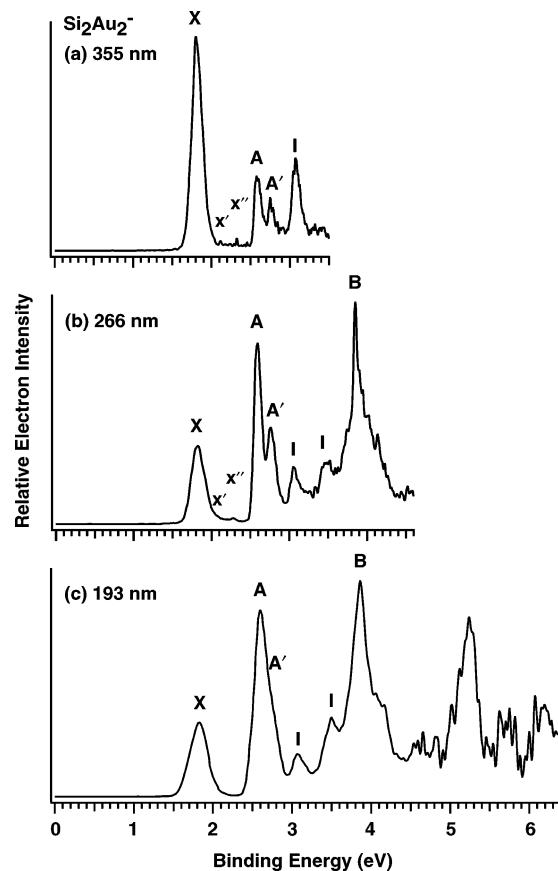 Si2Au2-
(a) 355 nm
X
x′
x″
A
A′
I
(b) 266 nm
X
x′
x″
A
A′
I
I
B
(c) 193 nm
X
A
A′
I
I
B
Relative Electron Intensity
0 1 2 3 4 5 6
Binding Energy (eV)